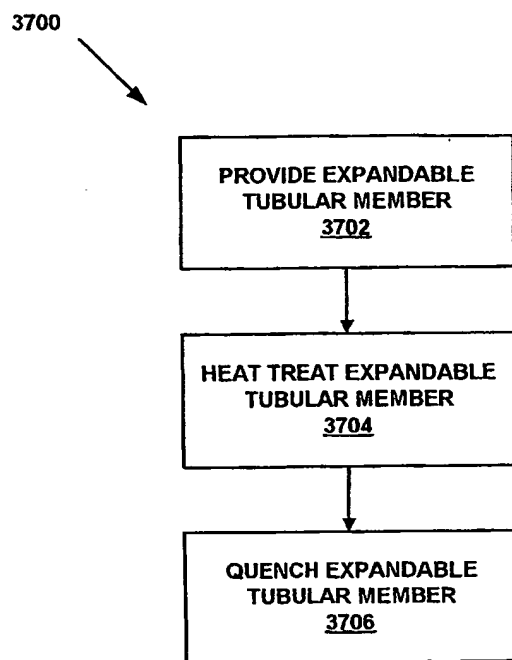 3700
PROVIDE EXPANDABLE
TUBULAR MEMBER
3702
HEAT TREAT EXPANDABLE
TUBULAR MEMBER
3704
QUENCH EXPANDABLE
TUBULAR MEMBER
3706